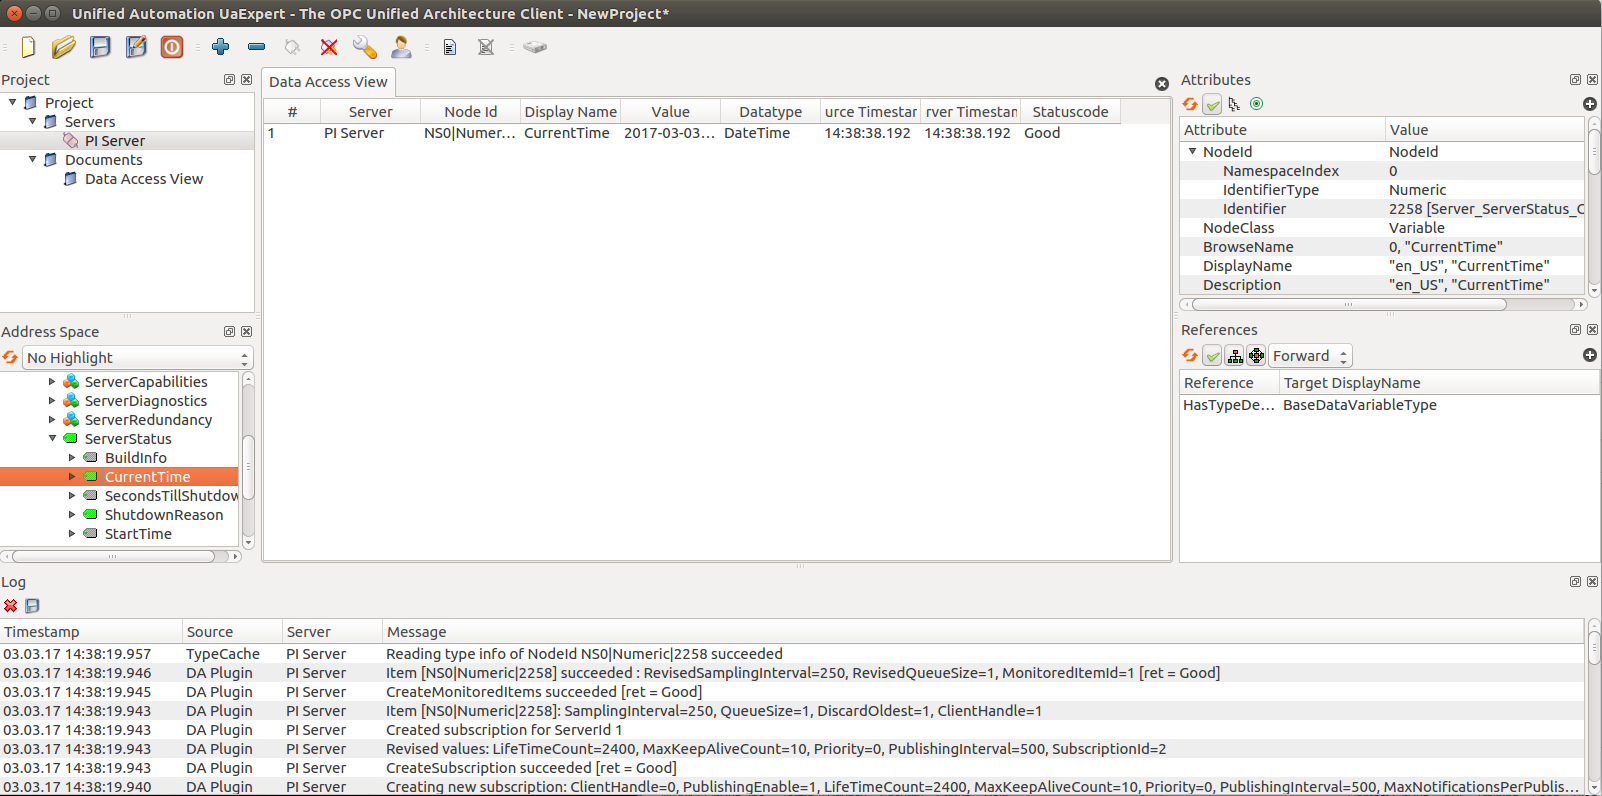 Unified Automation UaExpert - The OPC Unified Architecture Client - NewProject*
Project
Project
Servers
PI Server
Documents
Data Access View
Data Access View
# Server Node Id Display Name Value Datatype urce Timestar rver Timestan Statuscode
1 PI Server NS0|Numer... CurrentTime 2017-03-03... DateTime 14:38:38.192 14:38:38.192 Good
Attributes
Attribute Value
NodeId NodeId
NamespaceIndex 0
IdentifierType Numeric
Identifier 2258 [Server_ServerStatus_C
NodeClass Variable
BrowseName 0, "CurrentTime"
DisplayName "en_US", "CurrentTime"
Description "en_US", "CurrentTime"
Address Space
No Highlight
ServerCapabilities
ServerDiagnostics
ServerRedundancy
ServerStatus
BuildInfo
CurrentTime
SecondsTillShutdow
ShutdownReason
StartTime
References
Forward
Reference Target DisplayName
HasTypeDe... BaseDataVariableType
Log
Timestamp Source Server Message
03.03.17 14:38:19.957 TypeCache PI Server Reading type info of NodeId NS0|Numeric|2258 succeeded
03.03.17 14:38:19.946 DA Plugin PI Server Item [NS0|Numeric|2258] succeeded : RevisedSamplingInterval=250, RevisedQueueSize=1, MonitoredItemId=1 [ret = Good]
03.03.17 14:38:19.945 DA Plugin PI Server CreateMonitoredItems succeeded [ret = Good]
03.03.17 14:38:19.943 DA Plugin PI Server Item [NS0|Numeric|2258]: SamplingInterval=250, QueueSize=1, DiscardOldest=1, ClientHandle=1
03.03.17 14:38:19.943 DA Plugin PI Server Created subscription for ServerId 1
03.03.17 14:38:19.943 DA Plugin PI Server Revised values: LifeTimeCount=2400, MaxKeepAliveCount=10, Priority=0, PublishingInterval=500, SubscriptionId=2
03.03.17 14:38:19.943 DA Plugin PI Server CreateSubscription succeeded [ret = Good]
03.03.17 14:38:19.940 DA Plugin PI Server Creating new subscription: ClientHandle=0, PublishingEnable=1, LifeTimeCount=2400, MaxKeepAliveCount=10, Priority=0, PublishingInterval=500, MaxNotificationsPerPublis...